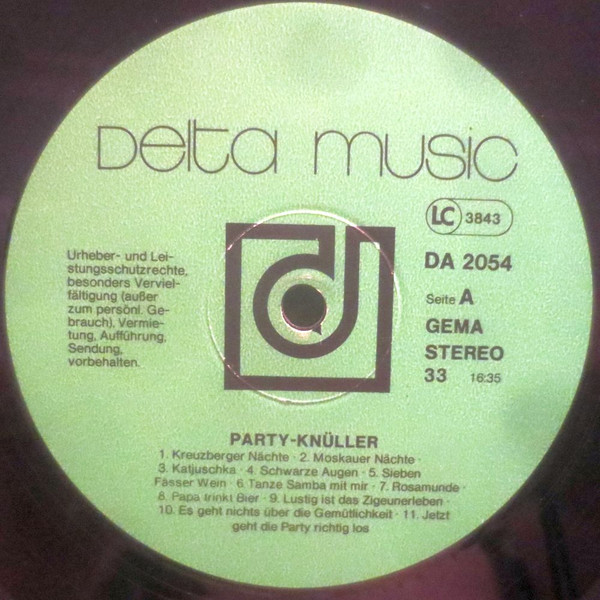 Delta music
LC 3843
DA 2054
Seite A
GEMA
STEREO
33 16:35
Urheber- und Lei-
stungsschutzrechte,
besonders Verviel-
fältigung (außer
zum persönl. Ge-
brauch), Vermie-
tung, Aufführung,
Sendung,
vorbehalten.
PARTY-KNÜLLER
1. Kreuzberger Nächte · 2. Moskauer Nächte ·
3. Katjuschka · 4. Schwarze Augen · 5. Sieben
Fässer Wein · 6. Tanze Samba mit mir · 7. Rosamunde ·
8. Papa trinkt Bier · 9. Lustig ist das Zigeunerleben ·
10. Es geht nichts über die Gemütlichkeit · 11. Jetzt
geht die Party richtig los